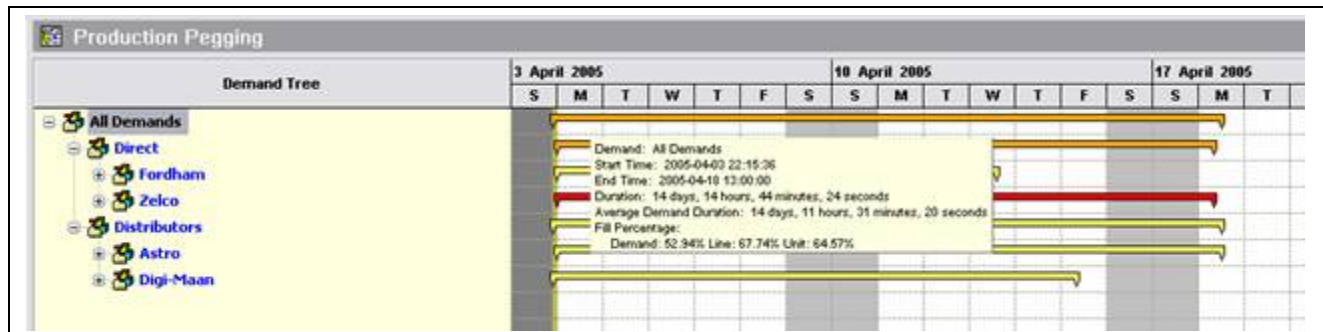 Production Pegging
Demand Tree
3 April 2005 10 April 2005 17 April 2005
S M T W T F S S M T W T F S S M T
All Demands
Direct
Fordham
Zelco
Distributors
Astro
Digi-Maan
Demand: All Demands
Start Time: 2005-04-03 22:15:36
End Time: 2005-04-18 13:00:00
Duration: 14 days, 14 hours, 44 minutes, 24 seconds
Average Demand Duration: 14 days, 11 hours, 31 minutes, 20 seconds
Fill Percentage:
Demand: 52.94% Line: 67.74% Unit: 64.57%